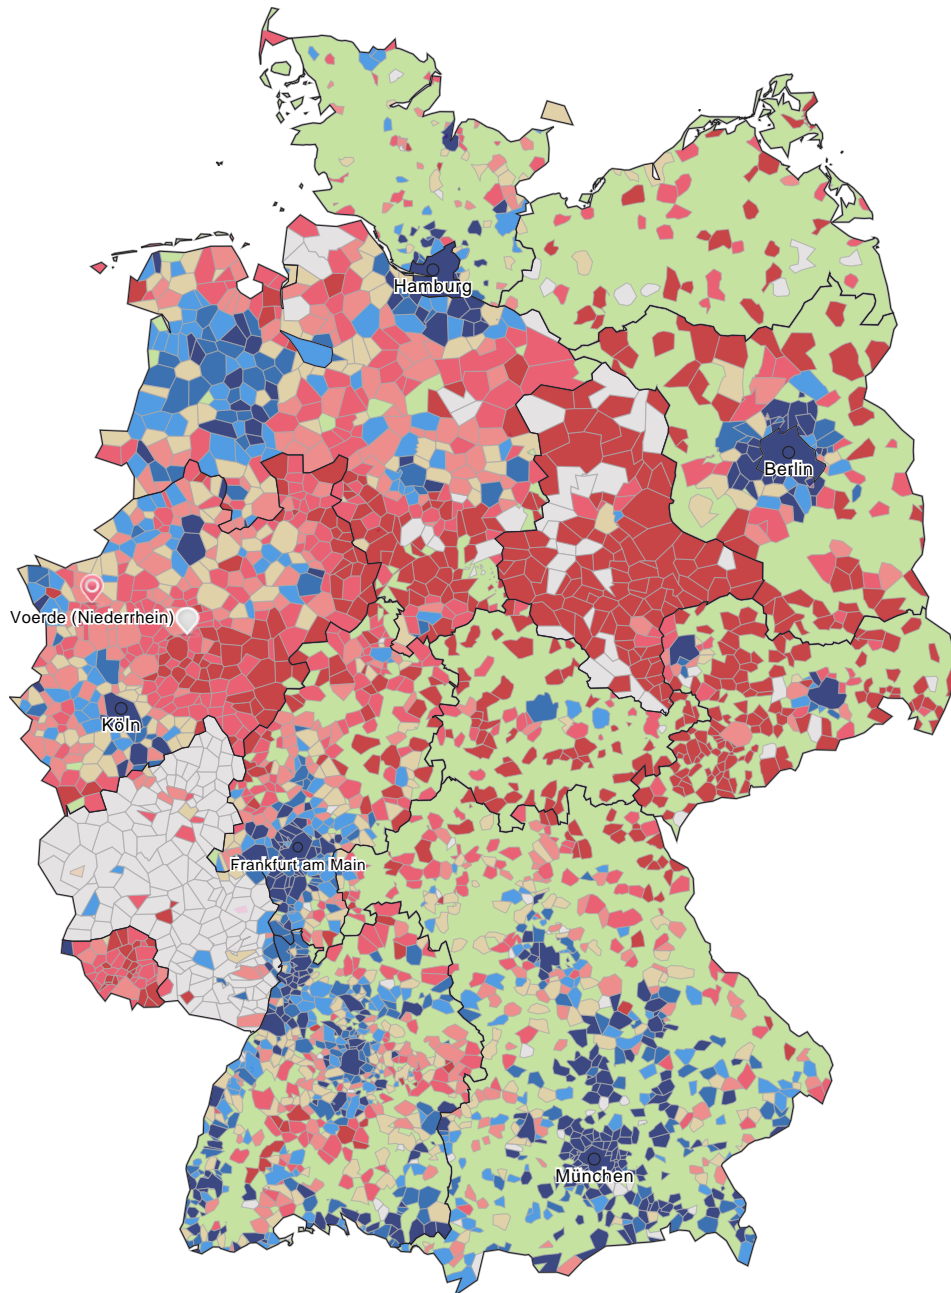 Hamburg
Berlin
Voerde (Niederrhein)
Köln
Frankfurt am Main
München